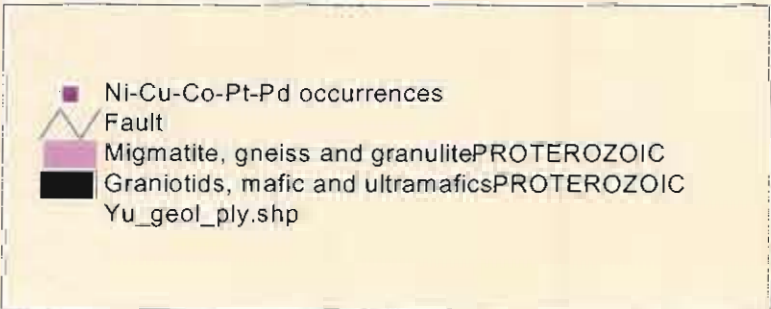 Ni-Cu-Co-Pt-Pd occurrences
Fault
Migmatite, gneiss and granulitePROTEROZOIC
Graniotids, mafic and ultramaficsPROTEROZOIC
Yu_geol_ply.shp